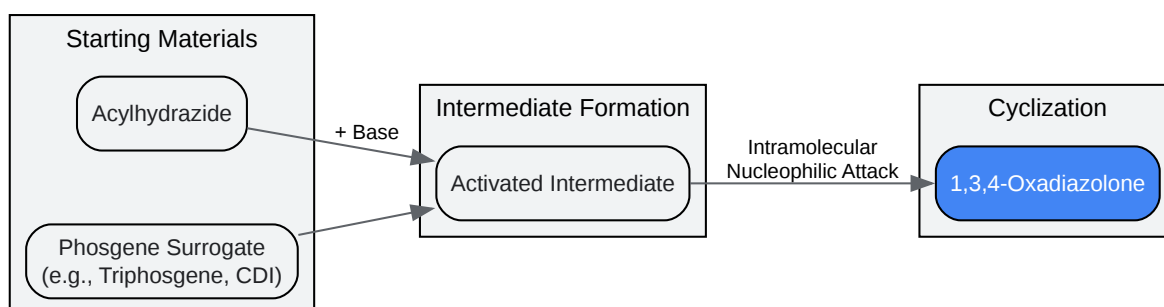 Starting Materials
Acylhydrazide
Phosgene Surrogate
(e.g., Triphosgene, CDI)
+ Base
Intermediate Formation
Activated Intermediate
Intramolecular
Nucleophilic Attack
Cyclization
1,3,4-Oxadiazolone